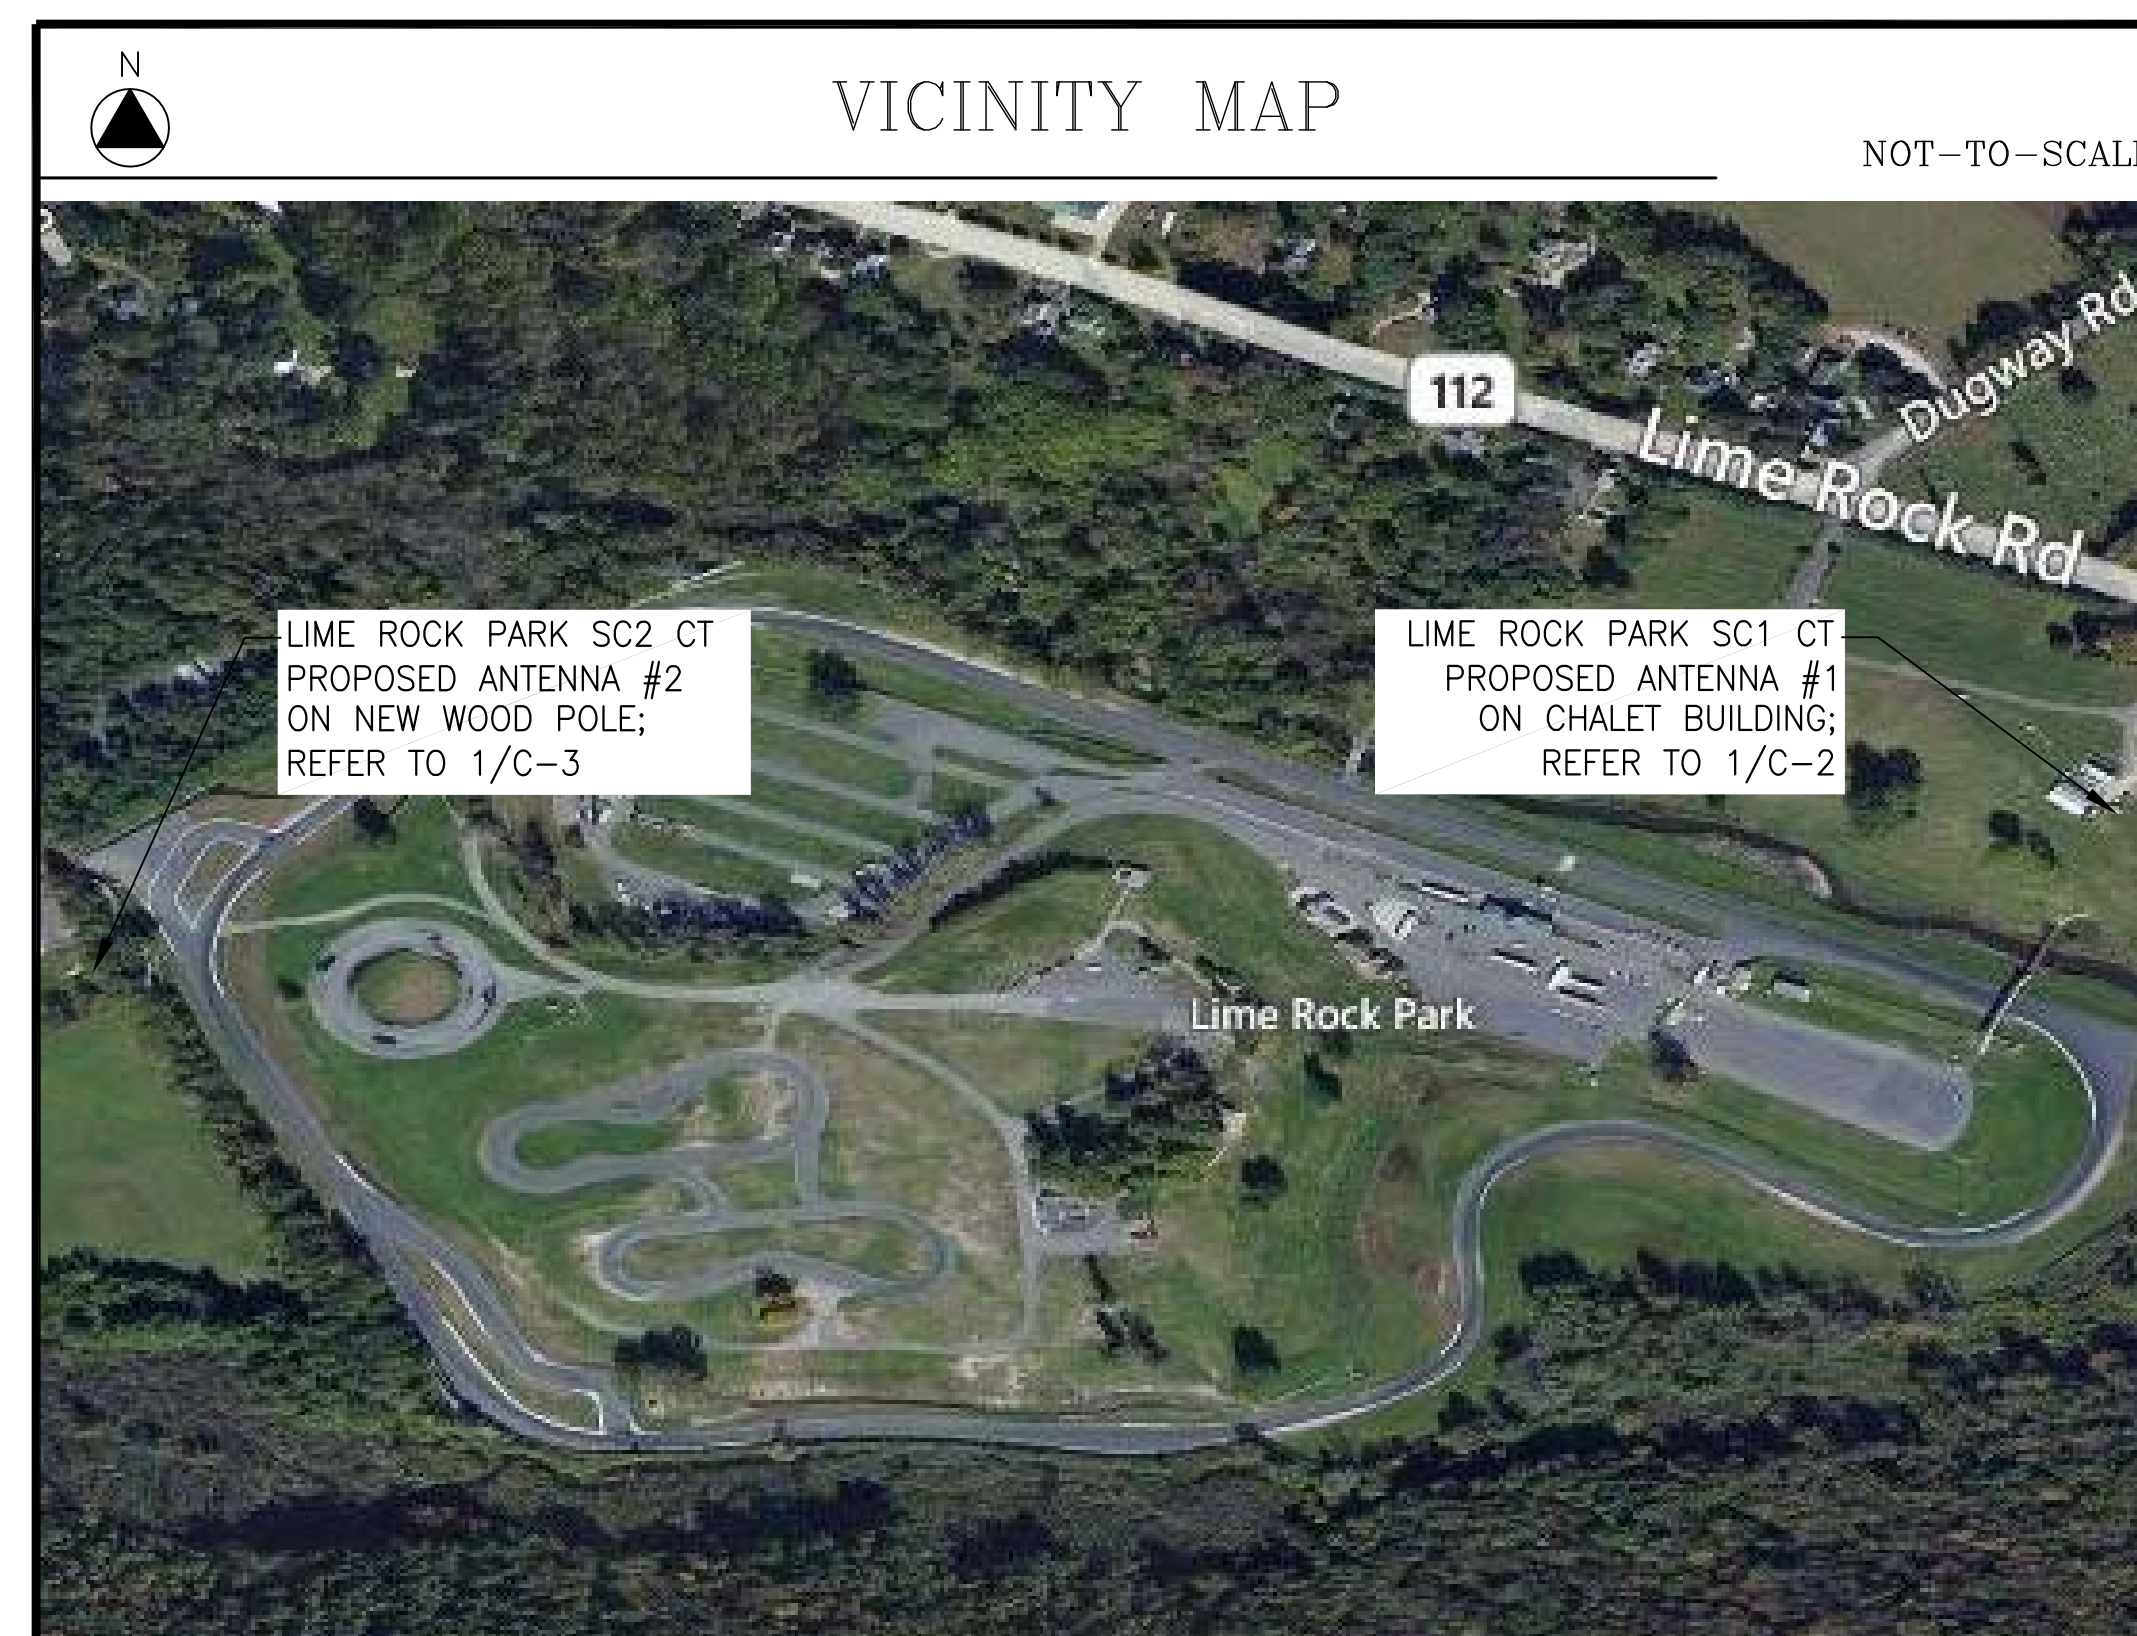 N
VICINITY MAP
NOT-TO-SCALE
112
Dugway Rd
Lime Rock Rd
LIME ROCK PARK SC2 CT
PROPOSED ANTENNA #2
ON NEW WOOD POLE;
REFER TO 1/C-3
LIME ROCK PARK SC1 CT
PROPOSED ANTENNA #1
ON CHALET BUILDING;
REFER TO 1/C-2
Lime Rock Park